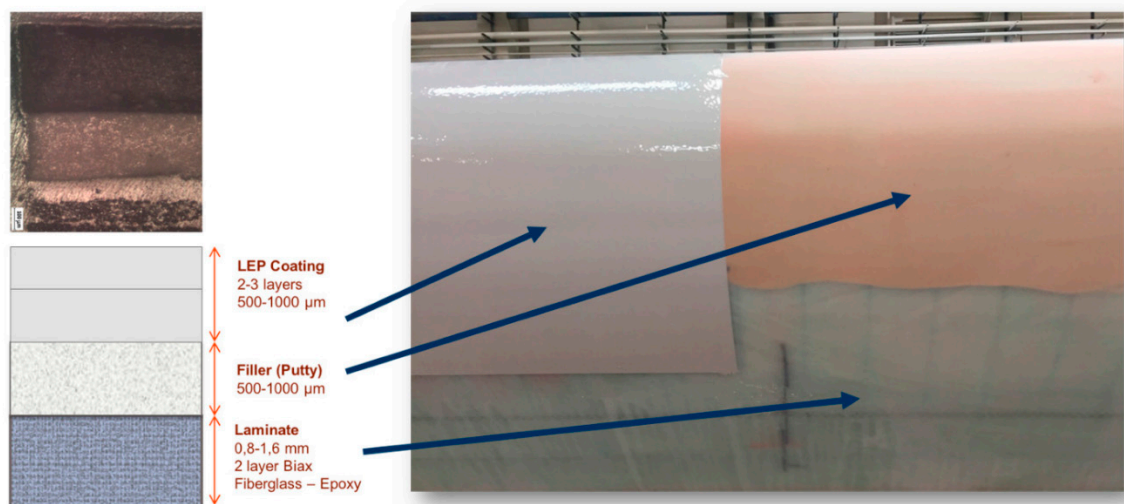 LEP Coating
2-3 layers
500-1000 µm
Filler (Putty)
500-1000 µm
Laminate
0,8-1,6 mm
2 layer Biax
Fiberglass – Epoxy